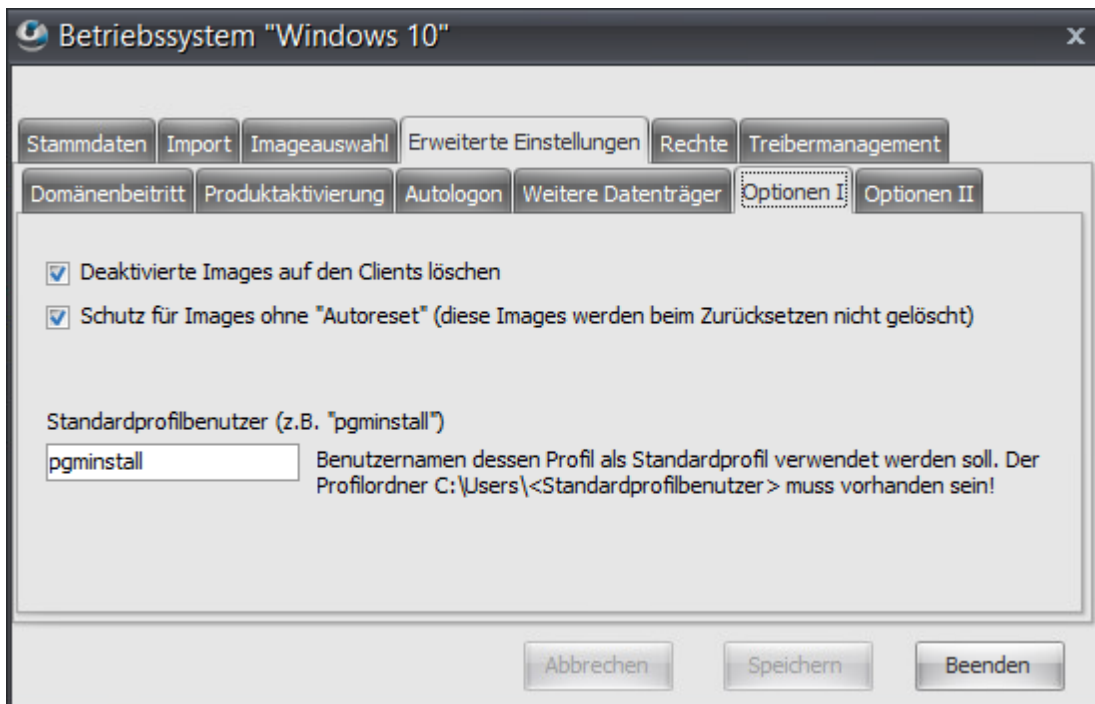 Betriebssystem "Windows 10"
x
Stammdaten Import Imageauswahl Erweiterte Einstellungen Rechte Treibermanagement
Domänenbeitritt Produktaktivierung Autologon Weitere Datenträger Optionen I Optionen II
Deaktivierte Images auf den Clients löschen
Schutz für Images ohne "Autoreset" (diese Images werden beim Zurücksetzen nicht gelöscht)
Standardprofilbenutzer (z.B. "pgminstall")
pgminstall
Benutzernamen dessen Profil als Standardprofil verwendet werden soll. Der
Profilordner C:\Users\<Standardprofilbenutzer> muss vorhanden sein!
Abbrechen Speichern Beenden